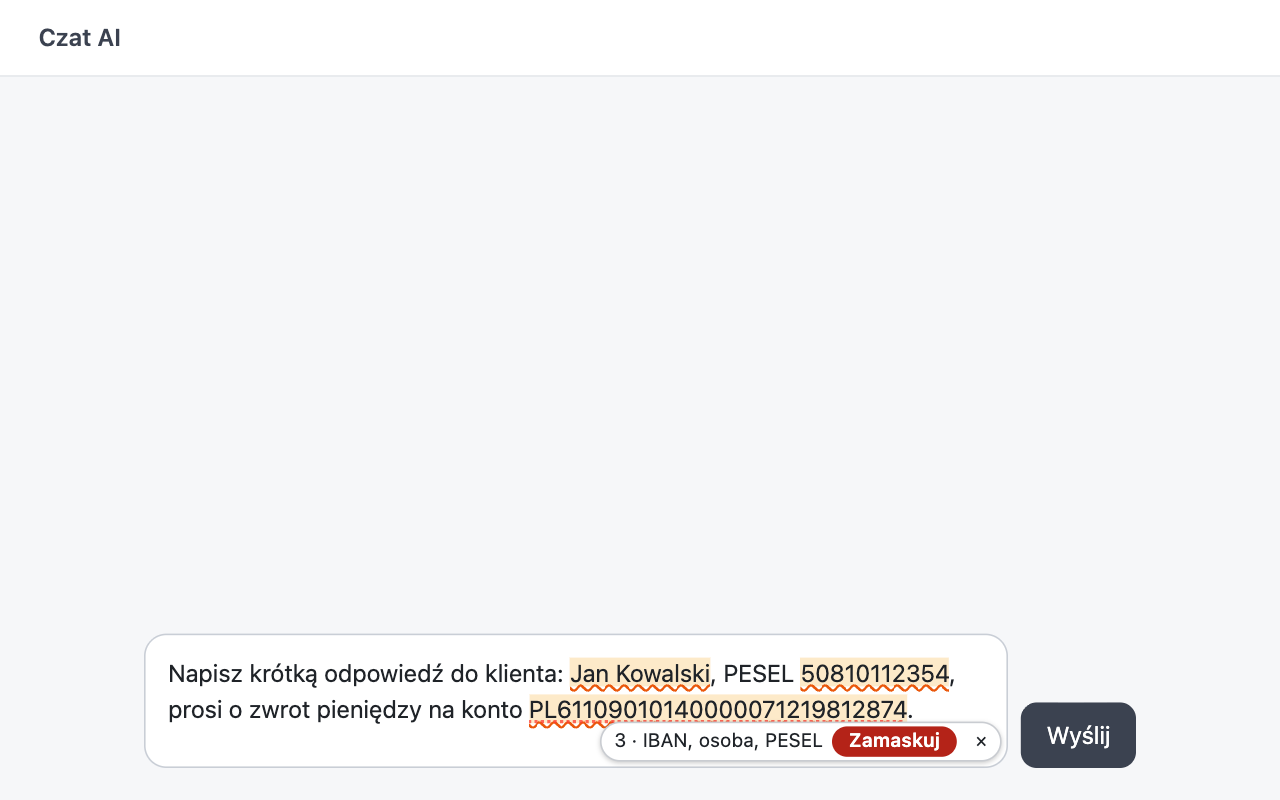 Czat AI
Napisz krótką odpowiedź do klienta: Jan Kowalski, PESEL 50810112354,
prosi o zwrot pieniędzy na konto PL61109010140000071219812874.
3 · IBAN, osoba, PESEL Zamaskuj ×
Wyślij